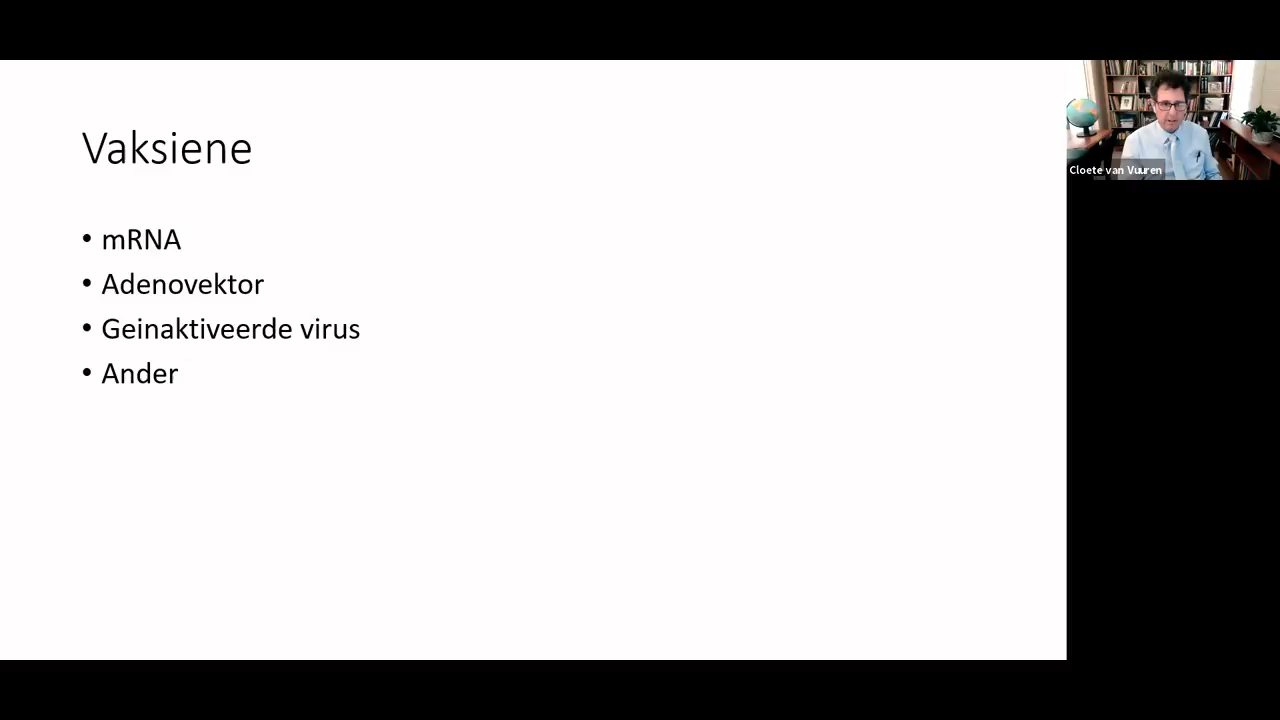 Vaksiene
• mRNA
• Adenovektor
• Geinaktiveerde virus
• Ander
Cloete van Vuuren